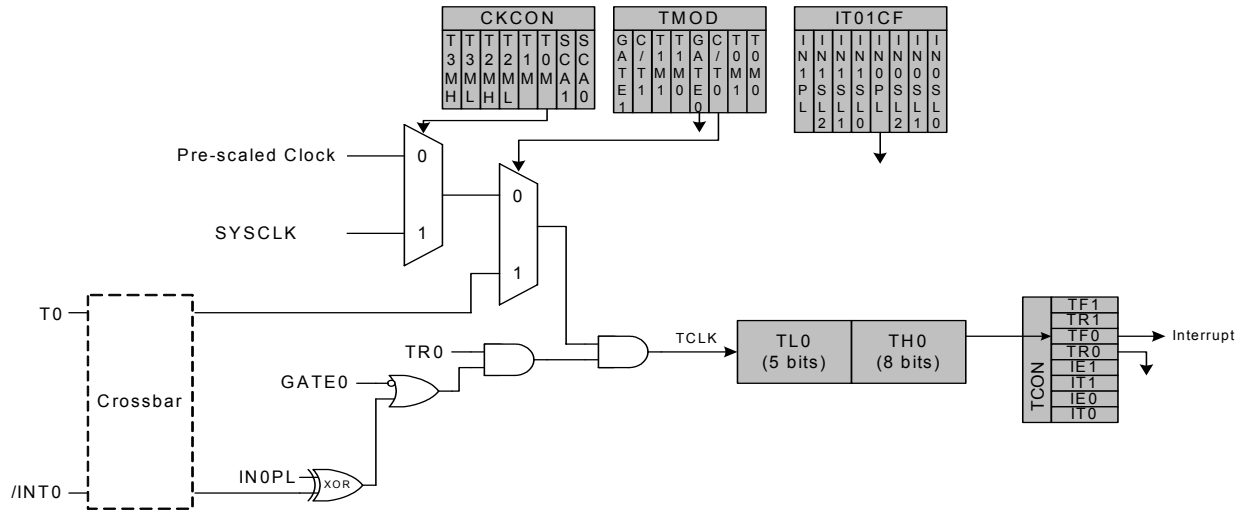 CKCON
T3MH
T3ML
T2MH
T2ML
T1M
T0M
SCA1
SCA0
TMOD
GATE1
C/T1
T1M1
T1M0
GATE0
C/T0
T0M1
T0M0
IT01CF
IN1PL
IN1SL2
IN1SL1
IN1SL0
IN0PL
IN0SL2
IN0SL1
IN0SL0
Pre-scaled Clock
0
SYSCLK
1
0
1
T0
Crossbar
/INT0
TR0
GATE0
IN0PL
XOR
TCLK
TL0
(5 bits)
TH0
(8 bits)
TCON
TF1
TR1
TF0
TR0
IE1
IT1
IE0
IT0
Interrupt